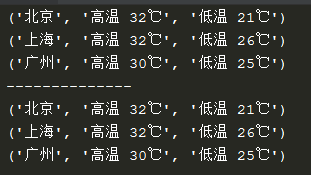 ('北京', '高温 32℃', '低温 21℃')
('上海', '高温 32℃', '低温 26℃')
('广州', '高温 30℃', '低温 25℃')
--------------
('北京', '高温 32℃', '低温 21℃')
('上海', '高温 32℃', '低温 26℃')
('广州', '高温 30℃', '低温 25℃')